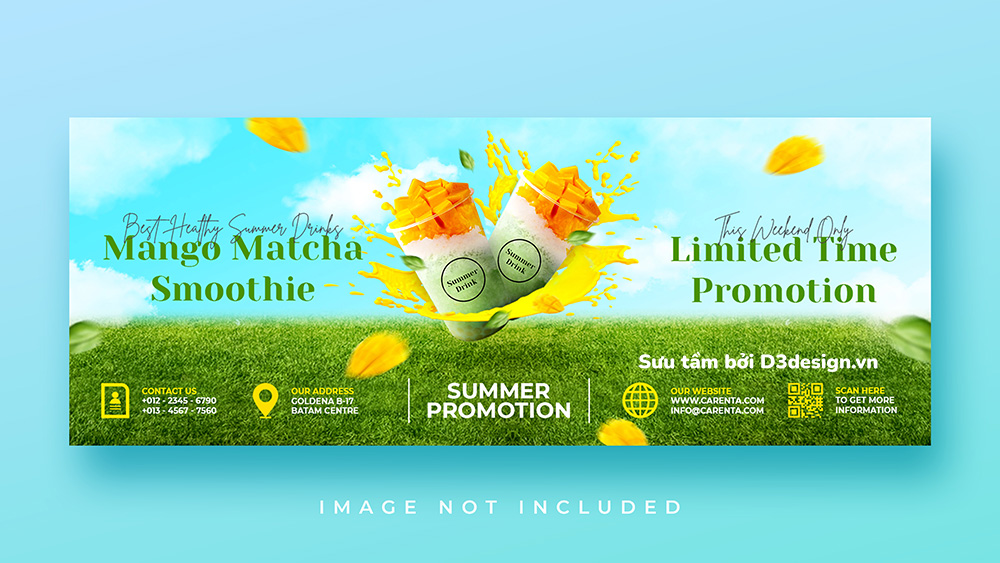 Best Healthy Summer Drinks
Mango Matcha
Smoothie
Summer
Drink
Summer
Drink
This Weekend Only
Limited Time
Promotion
Sưu tầm bởi D3design.vn
CONTACT US
+012 - 2345 - 6790
+013 - 4567 - 7560
OUR ADDRESS
GOLDENA B-17
BATAM CENTRE
SUMMER
PROMOTION
OUR WEBSITE
WWW.CARENTA.COM
INFO@CARENTA.COM
SCAN HERE
TO GET MORE
INFORMATION
IMAGE NOT INCLUDED